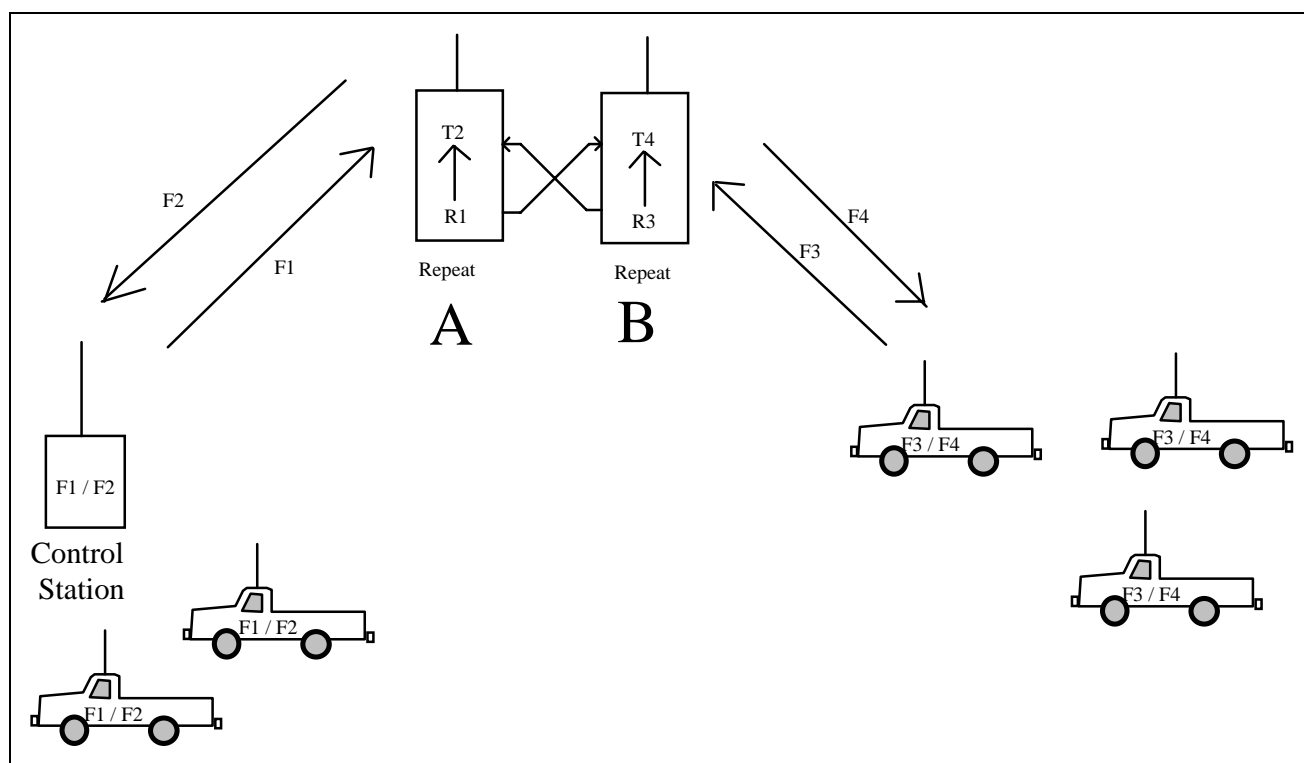 T2
T4
F2
F1
R1
R3
F4
F3
Repeat
Repeat
A
B
F3 / F4
F3 / F4
F1 / F2
Control
Station
F3 / F4
F1 / F2
F1 / F2